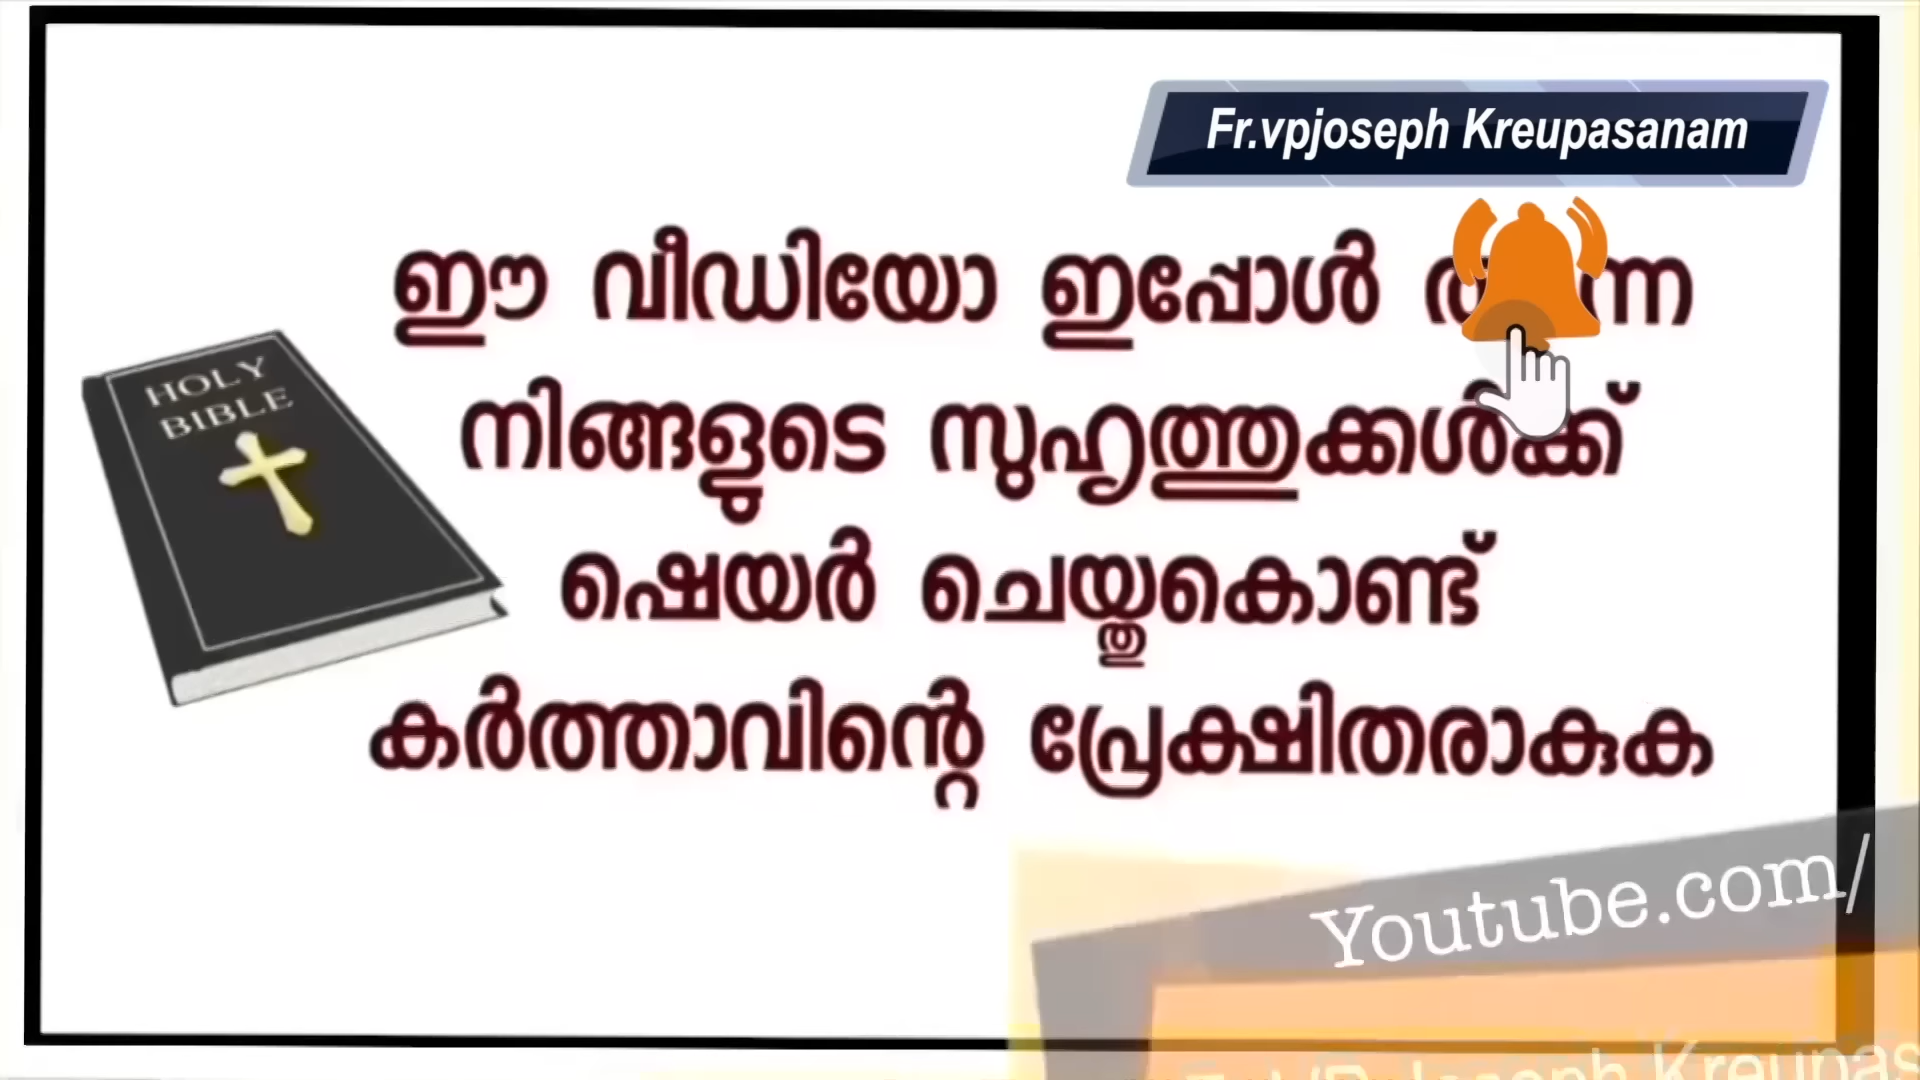 Fr.vpjoseph Kreupasanam
ഈ വീഡിയോ ഇപ്പോൾ
നിങ്ങളുടെ സുഹൃത്തുക്കൾക്ക്
ഷെയർ ചെയ്തുകൊണ്ട്
കർത്താവിന്റെ പ്രേക്ഷിതരാകുക
HOLY
BIBLE
Youtube.com/